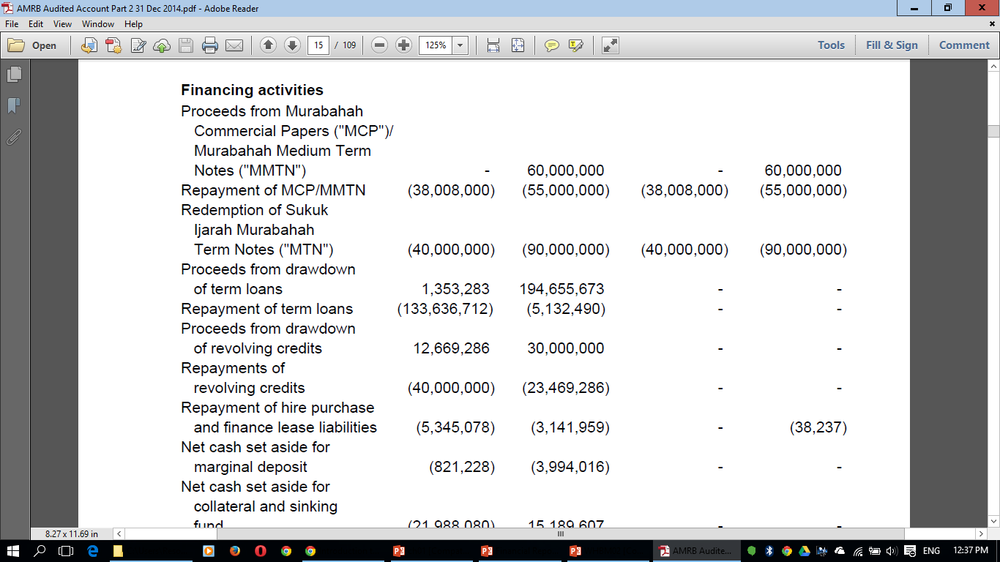 AMRB Audited Account Part 2 31 Dec 2014.pdf - Adobe Reader
File Edit View Window Help
Open 15 / 109 125% Tools Fill & Sign Comment
Financing activities
Proceeds from Murabahah
Commercial Papers ("MCP")/
Murabahah Medium Term
Notes ("MMTN") - 60,000,000 - 60,000,000
Repayment of MCP/MMTN (38,008,000) (55,000,000) (38,008,000) (55,000,000)
Redemption of Sukuk
Ijarah Murabahah
Term Notes ("MTN") (40,000,000) (90,000,000) (40,000,000) (90,000,000)
Proceeds from drawdown
of term loans 1,353,283 194,655,673 - -
Repayment of term loans (133,636,712) (5,132,490) - -
Proceeds from drawdown
of revolving credits 12,669,286 30,000,000 - -
Repayments of
revolving credits (40,000,000) (23,469,286) - -
Repayment of hire purchase
and finance lease liabilities (5,345,078) (3,141,959) - (38,237)
Net cash set aside for
marginal deposit (821,228) (3,994,016) - -
Net cash set aside for
collateral and sinking
fund (21,988,080) 15,189,607 - -
8.27 x 11.69 in
AMRB Audite... ENG 12:37 PM